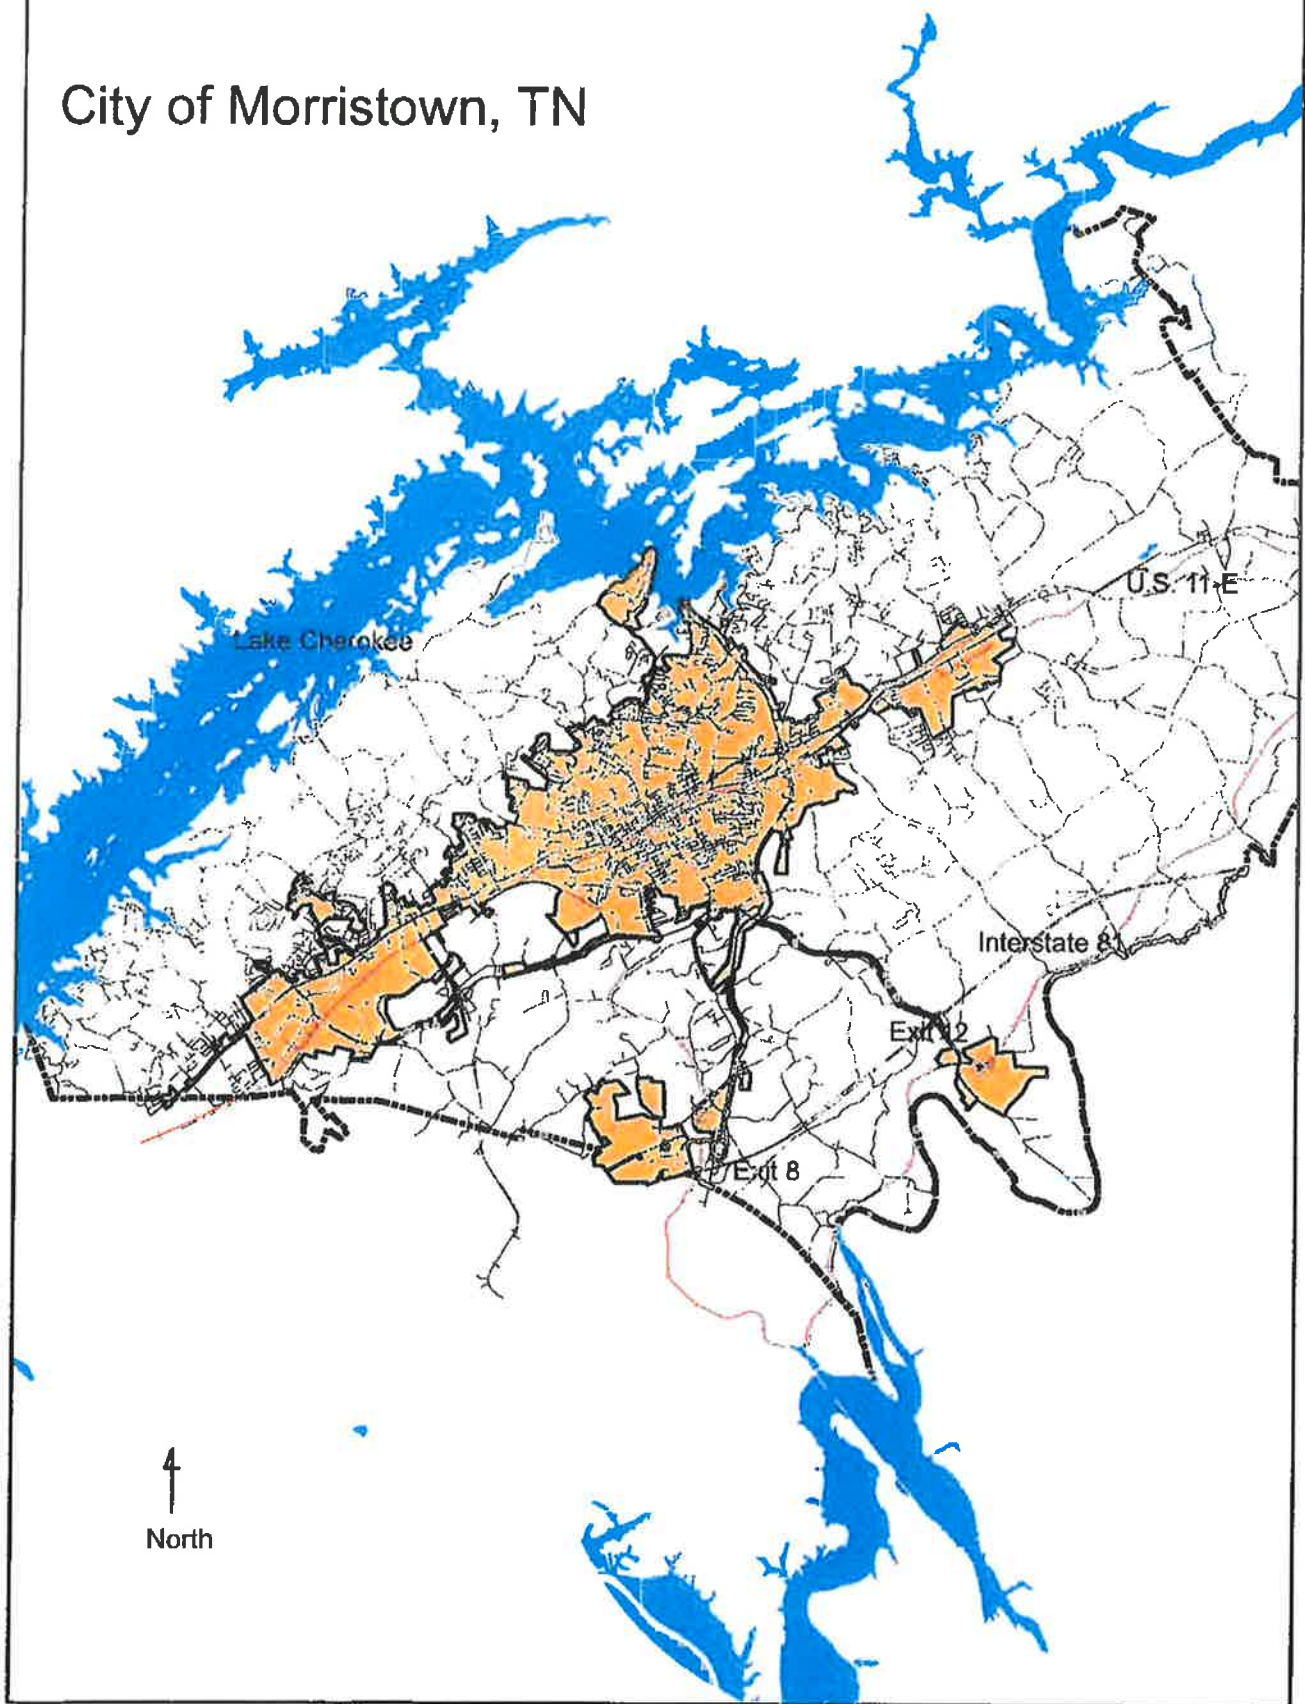 City of Morristown, TN
U.S. 11-E
Lake Cherokee
Interstate 81
Exit 12
Exit 8
North